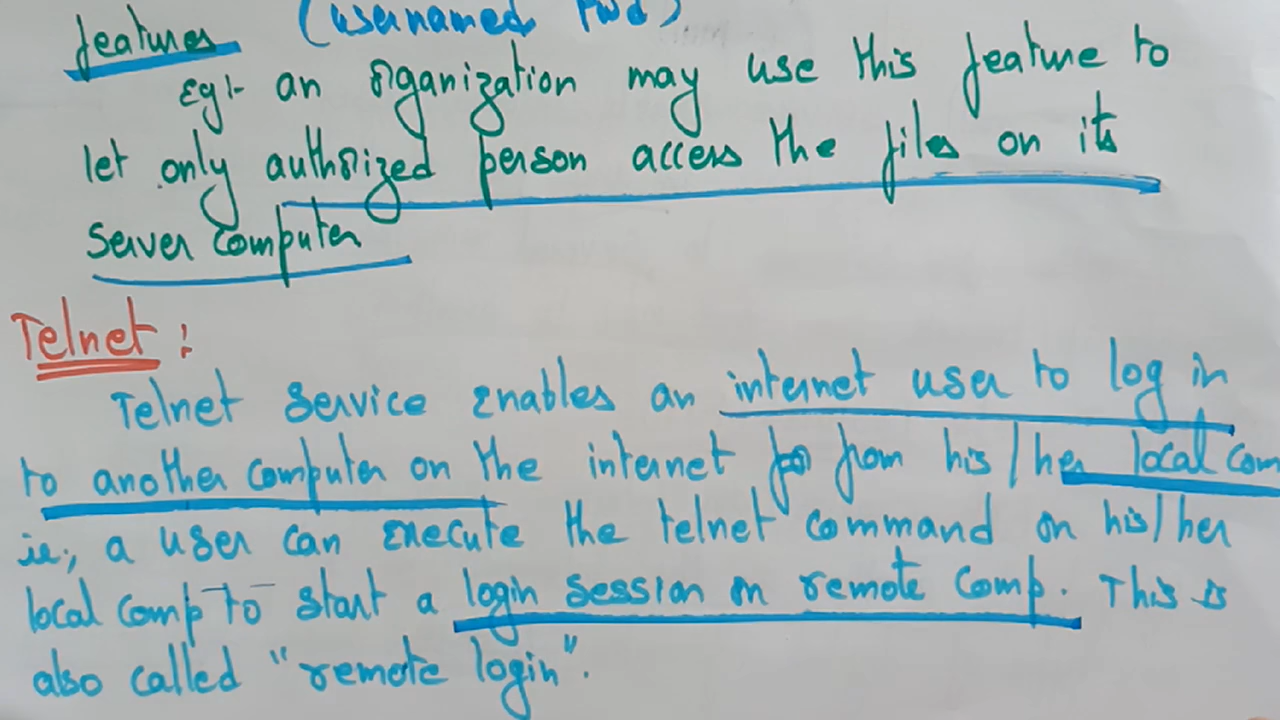 features (usernamed pwd)
Eg:- an organization may use this feature to
let only authorized person access the files on its
Server computer
Telnet :
Telnet Service Enables an internet user to log in
to another computer on the internet from his/her local com
ie;, a user can Execute the telnet command on his/her
local comp to start a login session on remote comp. This is
also called "remote login".